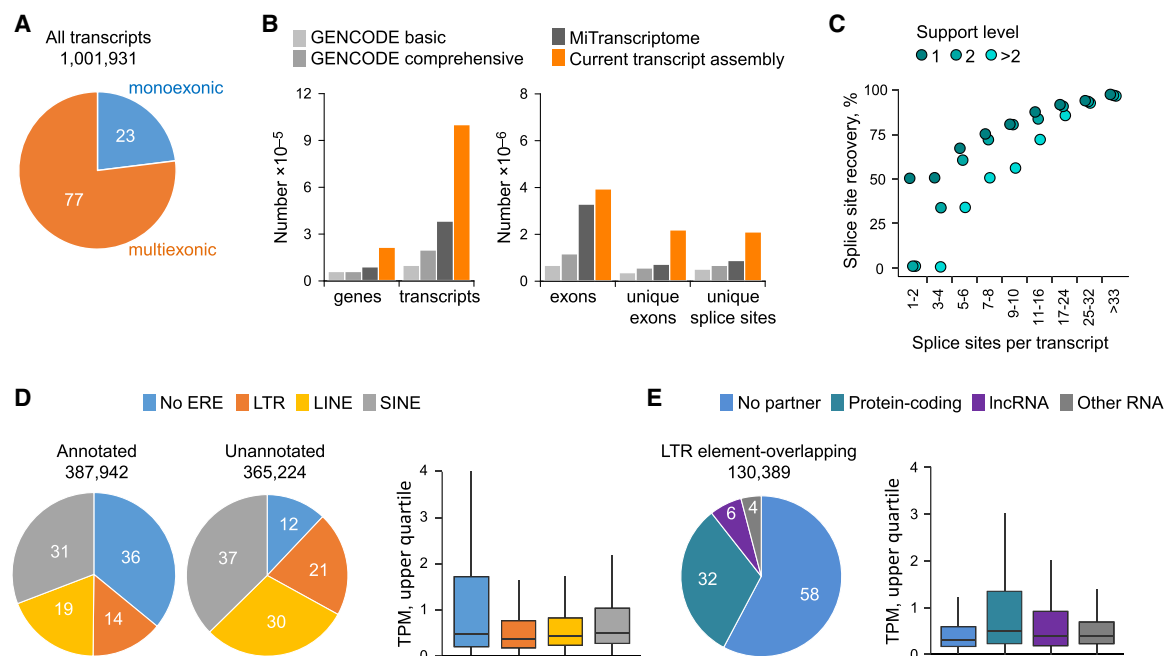 A
All transcripts
1,001,931
monoexonic
23
77
multiexonic
B
GENCODE basic
GENCODE comprehensive
MiTranscriptome
Current transcript assembly
Number ×10–5
12
9
6
3
0
genes
transcripts
Number ×10–6
8
6
4
2
0
exons
unique
exons
unique
splice sites
C
Support level
1
2
>2
Splice site recovery, %
100
75
50
25
0
1-2
3-4
5-6
7-8
9-10
11-16
17-24
25-32
>33
Splice sites per transcript
D
No ERE
LTR
LINE
SINE
Annotated
387,942
31
36
19
14
Unannotated
365,224
12
37
21
30
TPM, upper quartile
4
3
2
1
0
E
No partner
Protein-coding
lncRNA
Other RNA
LTR element-overlapping
130,389
6
4
32
58
TPM, upper quartile
4
3
2
1
0